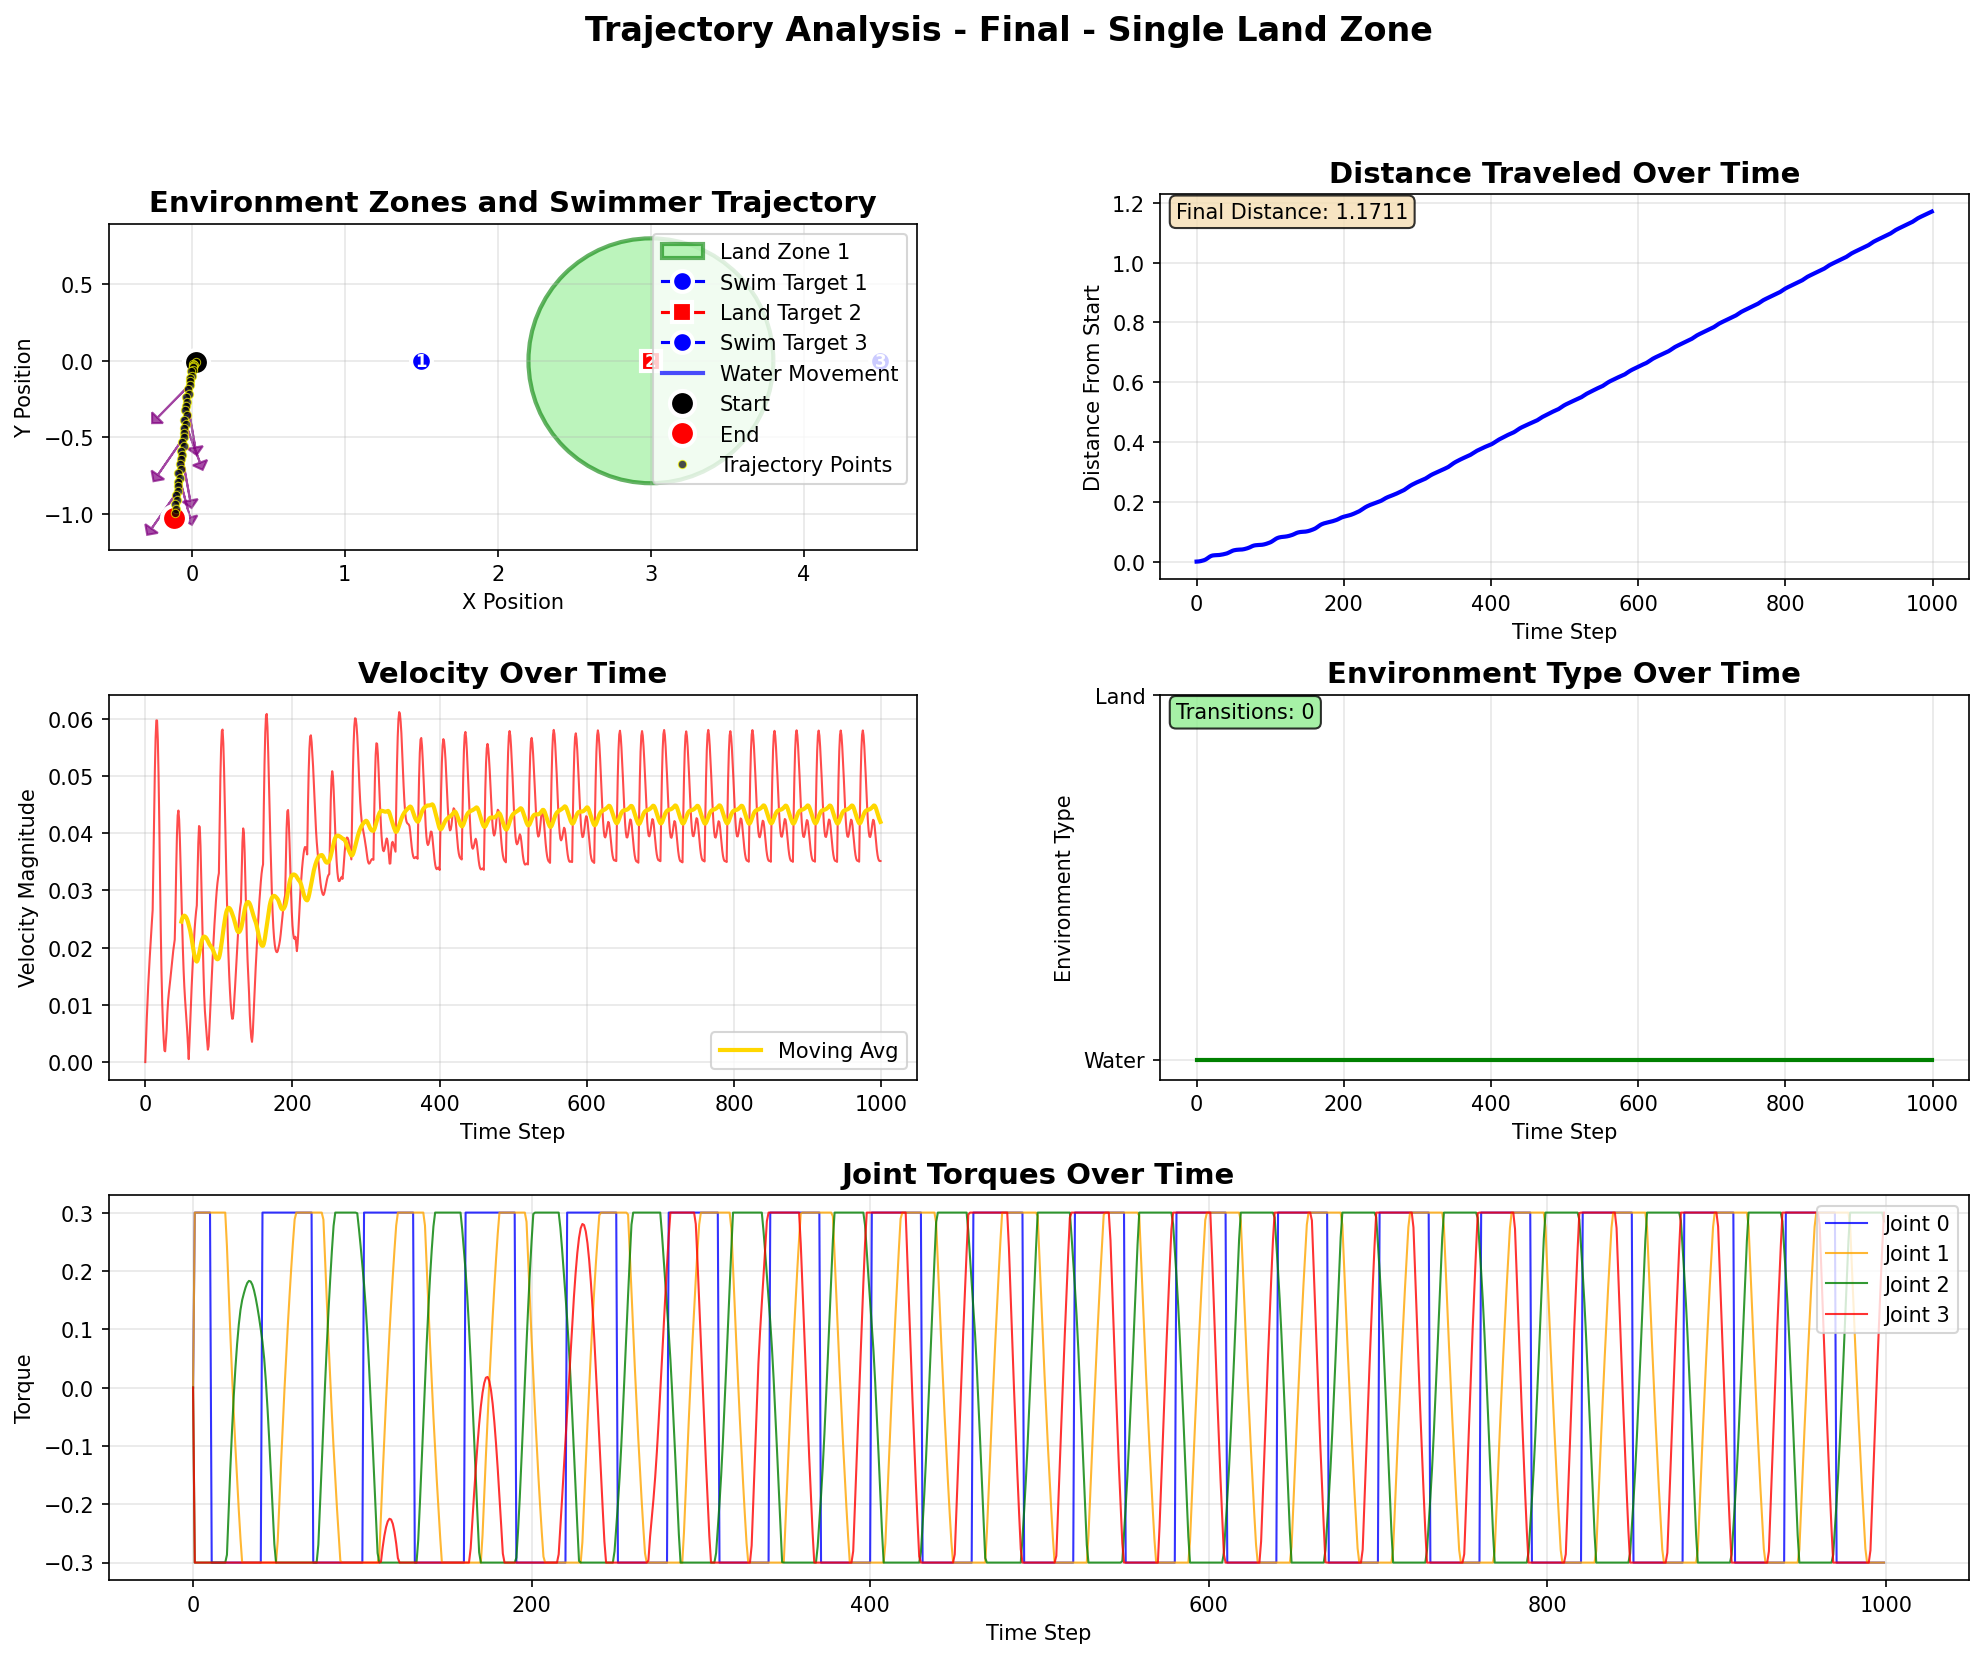 Trajectory Analysis - Final - Single Land Zone
Environment Zones and Swimmer Trajectory
Y Position
0.5
0.0
−0.5
−1.0
1
2
3
Land Zone 1
Swim Target 1
Land Target 2
Swim Target 3
Water Movement
Start
End
Trajectory Points
0 1 2 3 4
X Position
Distance Traveled Over Time
Final Distance: 1.1711
Distance From Start
1.2
1.0
0.8
0.6
0.4
0.2
0.0
0 200 400 600 800 1000
Time Step
Velocity Over Time
Velocity Magnitude
0.06
0.05
0.04
0.03
0.02
0.01
0.00
Moving Avg
0 200 400 600 800 1000
Time Step
Environment Type Over Time
Transitions: 0
Environment Type
Land
Water
0 200 400 600 800 1000
Time Step
Joint Torques Over Time
Torque
0.3
0.2
0.1
0.0
−0.1
−0.2
−0.3
Joint 0
Joint 1
Joint 2
Joint 3
0 200 400 600 800 1000
Time Step